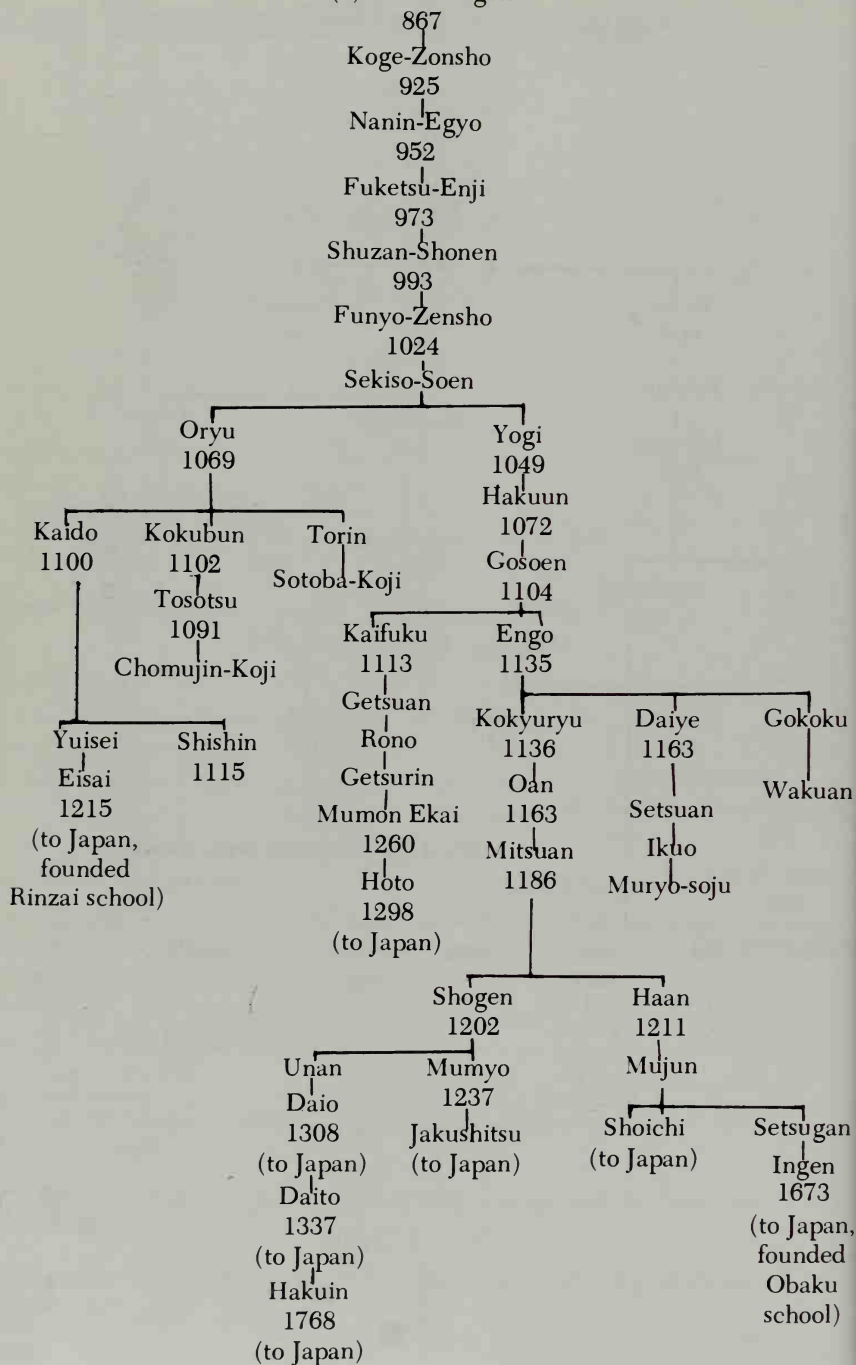 867
Koge-Zonsho
925
Nanin-Egyo
952
Fuketsu-Enji
973
Shuzan-Shonen
993
Funyo-Zensho
1024
Sekiso-Soen
Oryu
1069
Yogi
1049
Hakuun
1072
Gosoen
1104
Kaido
1100
Kokubun
1102
Tosotsu
1091
Chomujin-Koji
Torin
Sotoba-Koji
Yuisei
Eisai
1215
(to Japan,
founded
Rinzai school)
Shishin
1115
Kaifuku
1113
Getsuan
Rono
Getsurin
Mumon Ekai
1260
Hoto
1298
(to Japan)
Engo
1135
Kokyuryu
1136
Oan
1163
Mitsuan
1186
Daiye
1163
Setsuan
Ikuo
Muryo-soju
Gokoku
Wakuan
Shogen
1202
Unan
Daio
1308
(to Japan)
Daito
1337
(to Japan)
Hakuin
1768
(to Japan)
Mumyo
1237
Jakushitsu
(to Japan)
Haan
1211
Mujun
Shoichi
(to Japan)
Setsugan
Ingen
1673
(to Japan,
founded
Obaku
school)